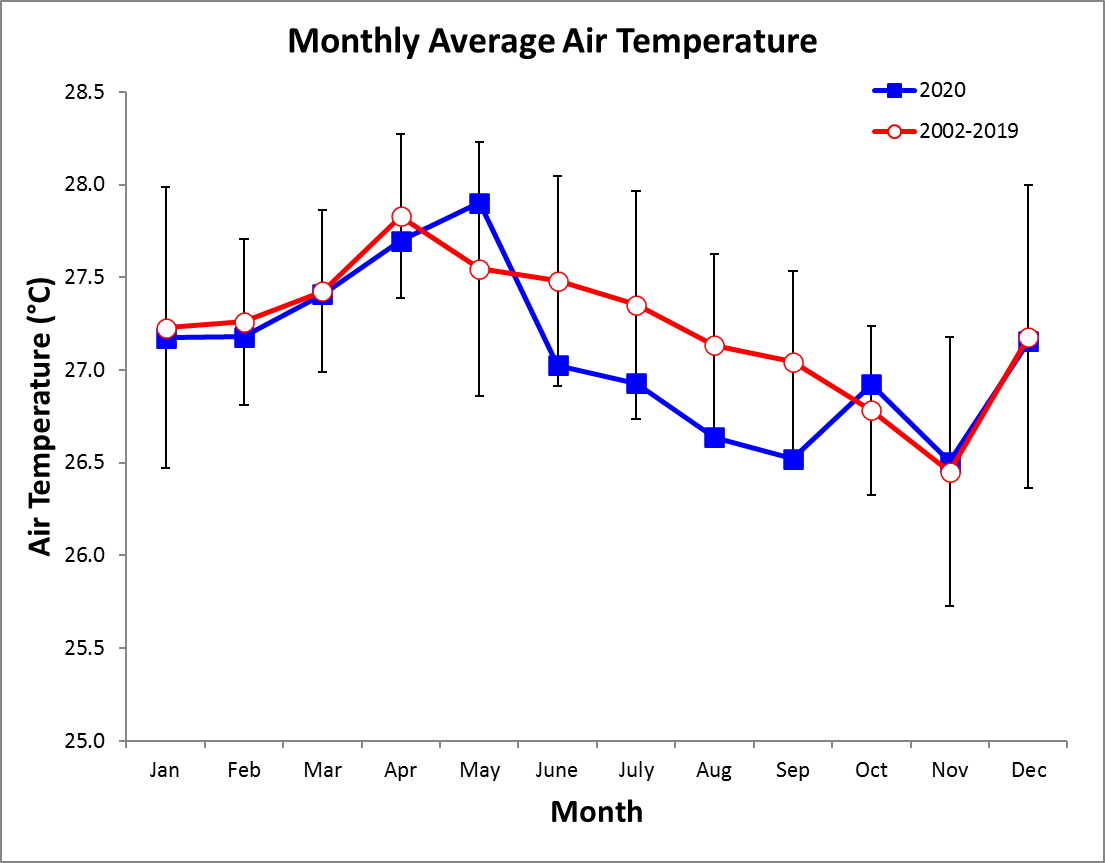 Monthly Average Air Temperature
2020
2002-2019
28.5
28.0
27.5
27.0
26.5
26.0
25.5
25.0
Air Temperature (°C)
Jan Feb Mar Apr May June July Aug Sep Oct Nov Dec
Month